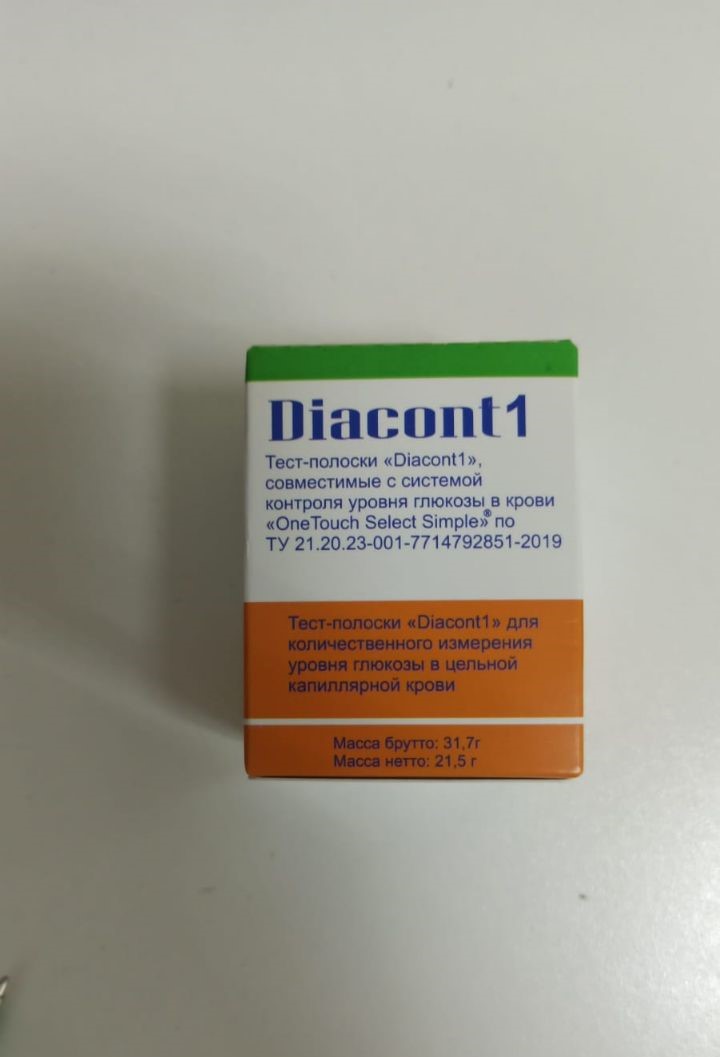 Diacont1
Тест-полоски «Diacont1»,
совместимые с системой
контроля уровня глюкозы в крови
«OneTouch Select Simple»® по
ТУ 21.20.23-001-7714792851-2019
Тест-полоски «Diacont1» для
количественного измерения
уровня глюкозы в цельной
капиллярной крови
Масса брутто: 31,7г
Масса нетто: 21,5 г